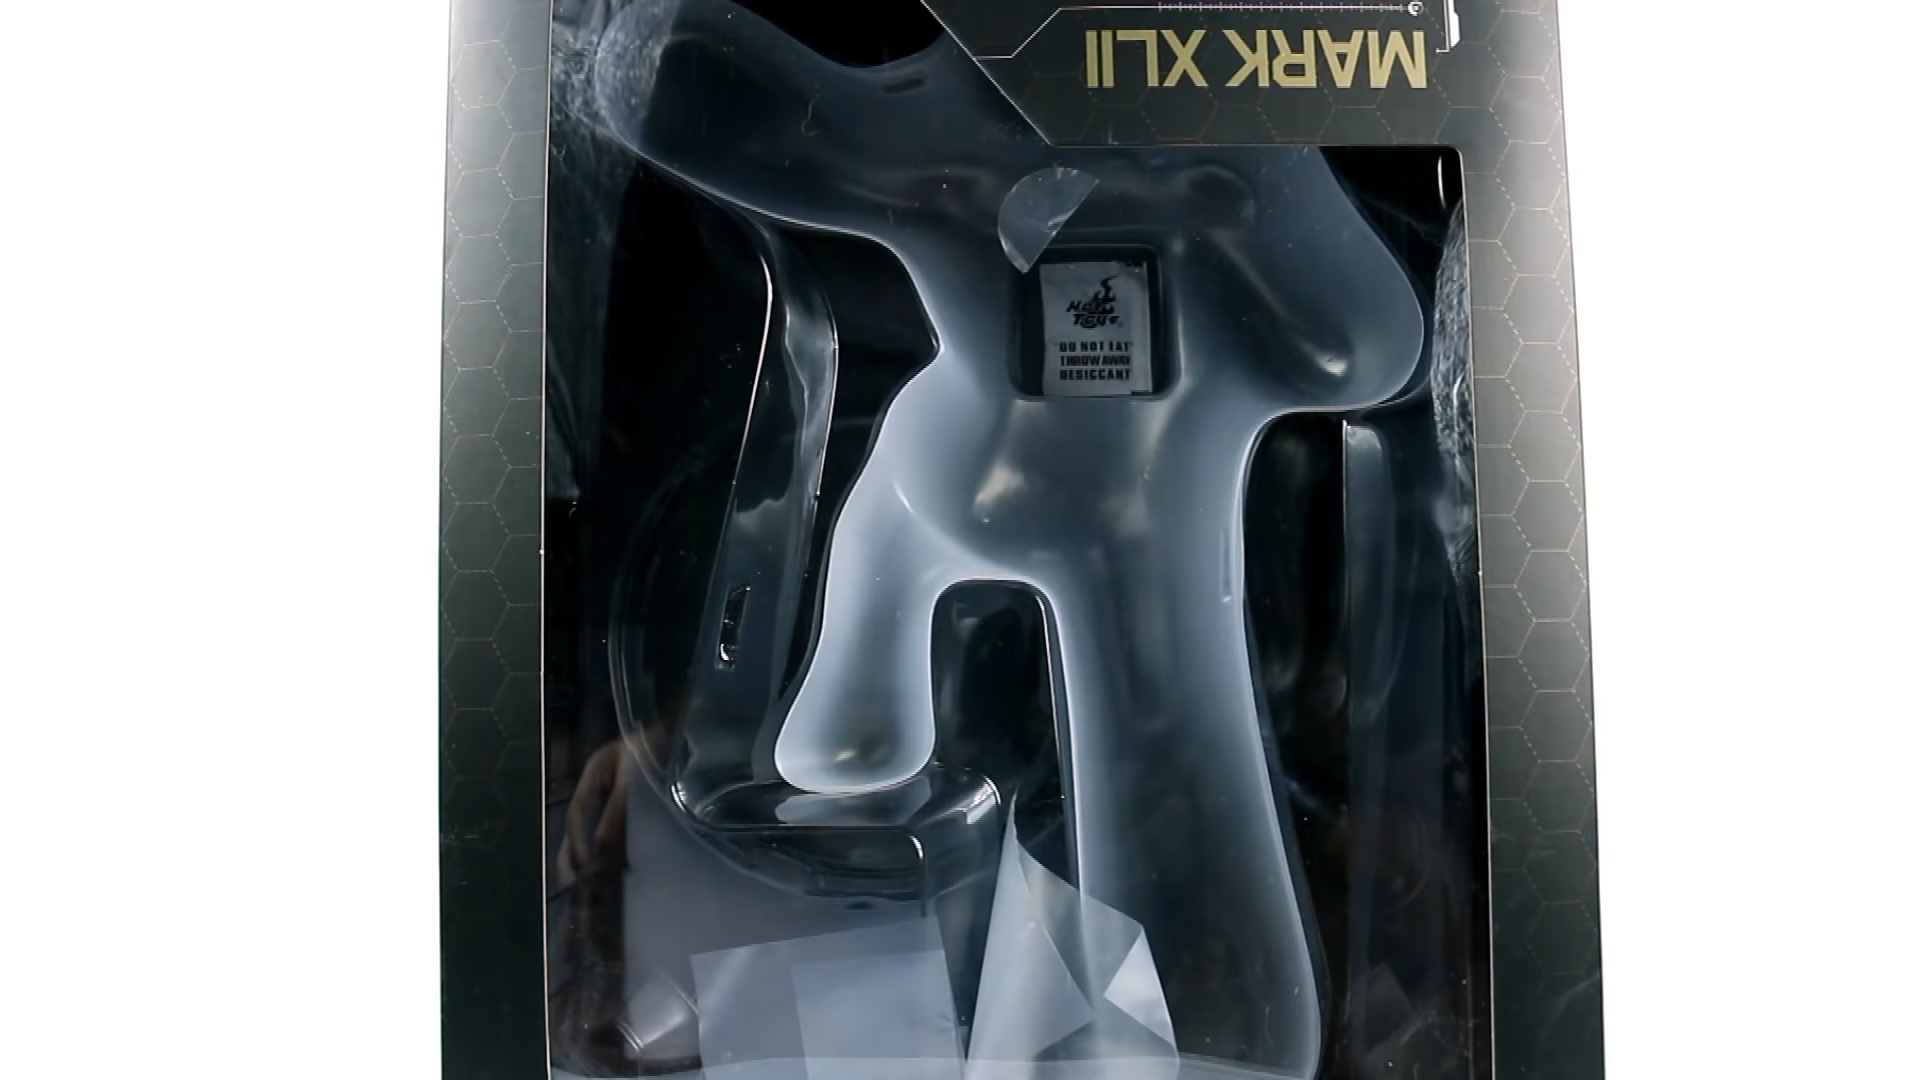 MARK XLII
Hot
Toys
DO NOT EAT
THROW AWAY
DESICCANT